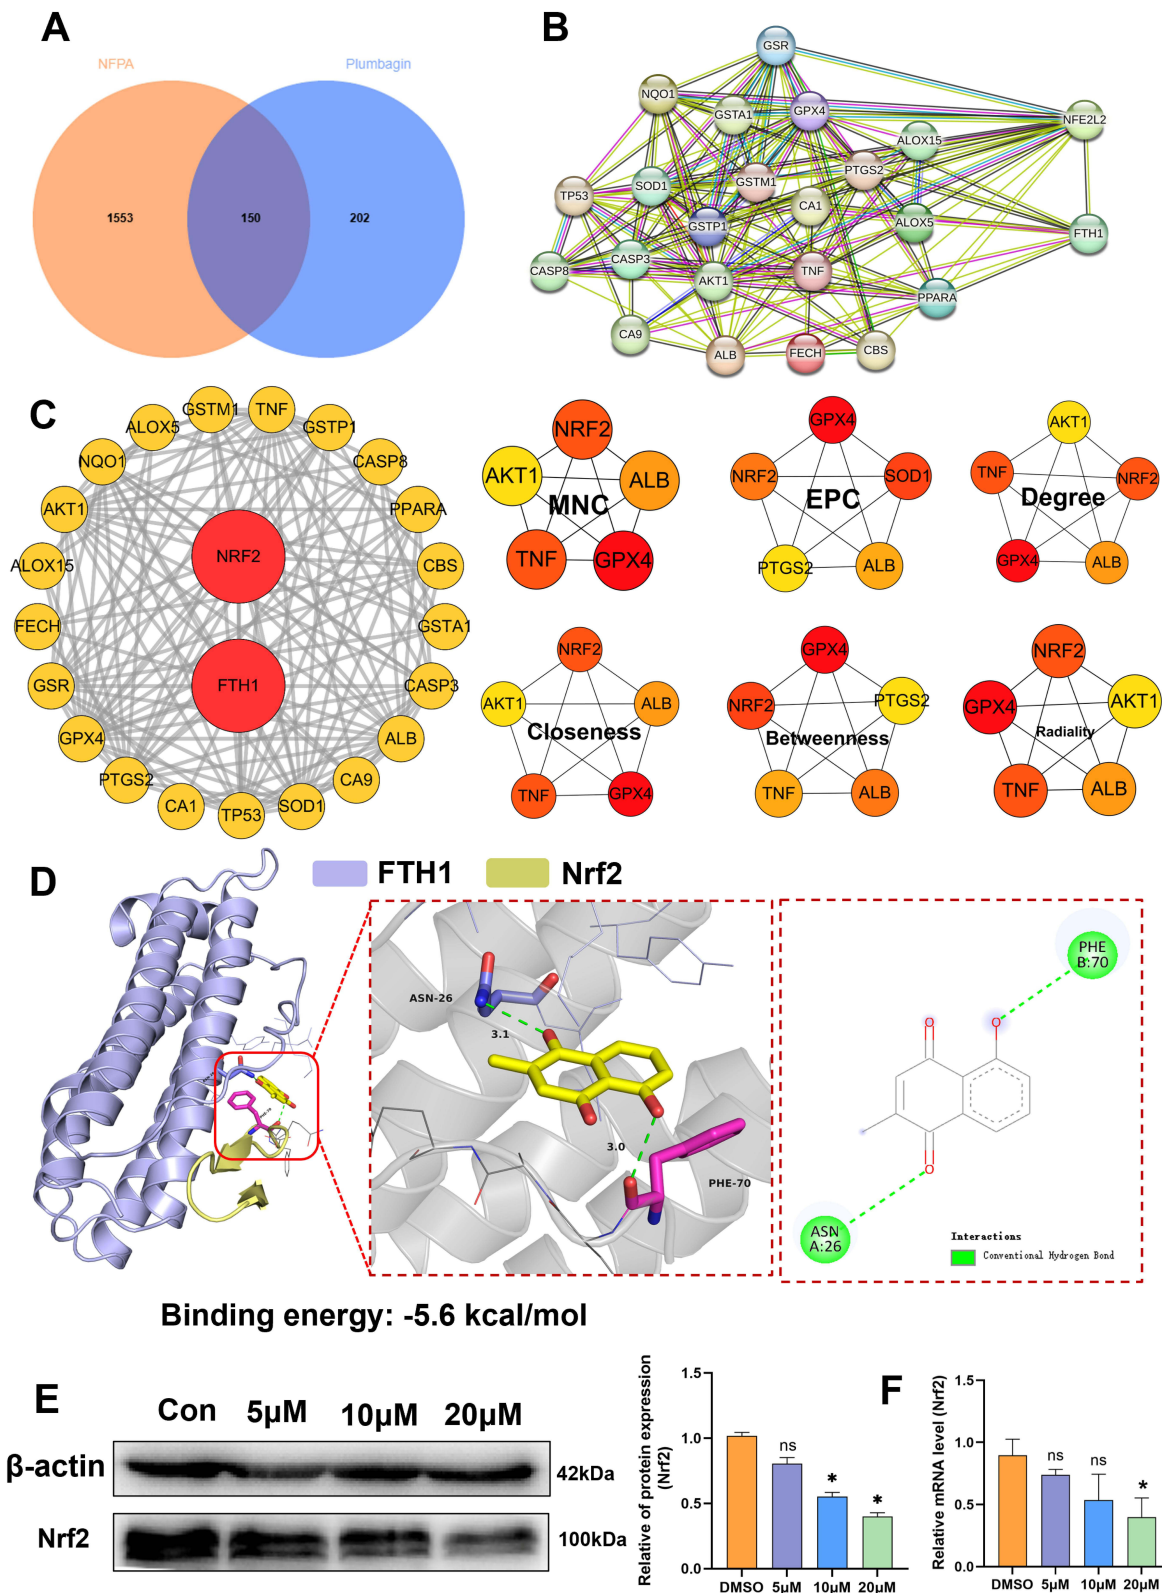 A
NFPA
Plumbagin
1553
150
202
B
GSR
NQO1
GSTA1
GPX4
NFE2L2
ALOX15
PTGS2
GSTM1
SOD1
TP53
CA1
GSTP1
ALOX5
FTH1
CASP3
CASP8
AKT1
TNF
PPARA
CA9
ALB
FECH
CBS
C
GSTM1
TNF
GSTP1
ALOX5
CASP8
NQO1
PPARA
AKT1
CBS
ALOX15
GSTA1
FECH
CASP3
GSR
ALB
GPX4
CA9
PTGS2
SOD1
CA1
TP53
NRF2
FTH1
NRF2
AKT1
ALB
MNC
TNF
GPX4
GPX4
NRF2
SOD1
EPC
PTGS2
ALB
AKT1
TNF
NRF2
Degree
GPX4
ALB
NRF2
AKT1
ALB
Closeness
TNF
GPX4
GPX4
NRF2
PTGS2
Betweenness
TNF
ALB
NRF2
GPX4
AKT1
Radiality
TNF
ALB
D
FTH1
Nrf2
ASN-26
3.1
3.0
PHE-70
PHE
B:70
O
O
O
ASN
A:26
Interactions
Conventional Hydrogen Bond
Binding energy: -5.6 kcal/mol
E
Con 5μM 10μM 20μM
β-actin
42kDa
Nrf2
100kDa
Relative of protein expression
(Nrf2)
1.5
1.0
0.5
0.0
ns
*
*
DMSO 5μM 10μM 20μM
F
Relative mRNA level (Nrf2)
1.5
1.0
0.5
0.0
ns
ns
*
DMSO 5μM 10μM 20μM